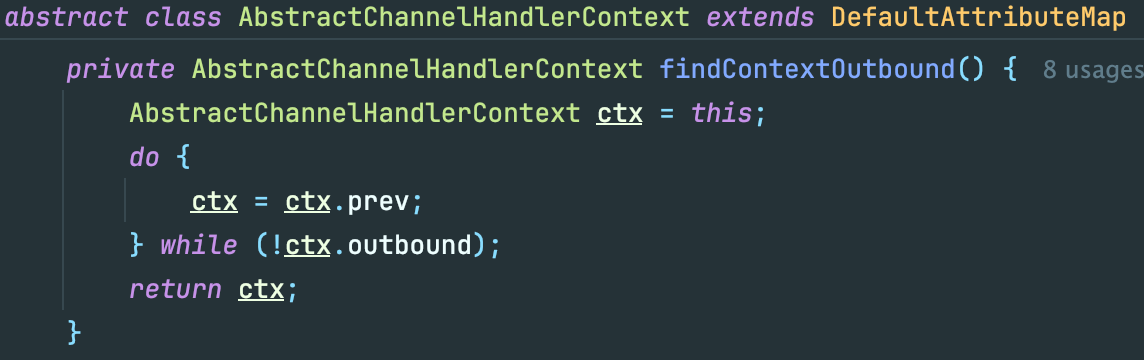 abstract class AbstractChannelHandlerContext extends DefaultAttributeMap
private AbstractChannelHandlerContext findContextOutbound() { 8 usages
AbstractChannelHandlerContext ctx = this;
do {
ctx = ctx.prev;
} while (!ctx.outbound);
return ctx;
}